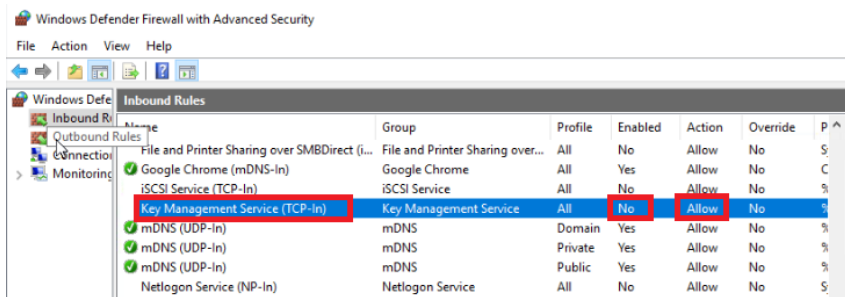 Windows Defender Firewall with Advanced Security
File Action View Help
Windows Defe
Inbound Rules
Inbound R
Outbound Rules
Connection
Monitoring
Name Group Profile Enabled Action Override P
File and Printer Sharing over SMBDirect (i... File and Printer Sharing over... All No Allow No S
Google Chrome (mDNS-In) Google Chrome All Yes Allow No C
iSCSI Service (TCP-In) iSCSI Service All No Allow No %
Key Management Service (TCP-In) Key Management Service All No Allow No %
mDNS (UDP-In) mDNS Domain Yes Allow No %
mDNS (UDP-In) mDNS Private Yes Allow No %
mDNS (UDP-In) mDNS Public Yes Allow No %
Netlogon Service (NP-In) Netlogon Service All No Allow No S